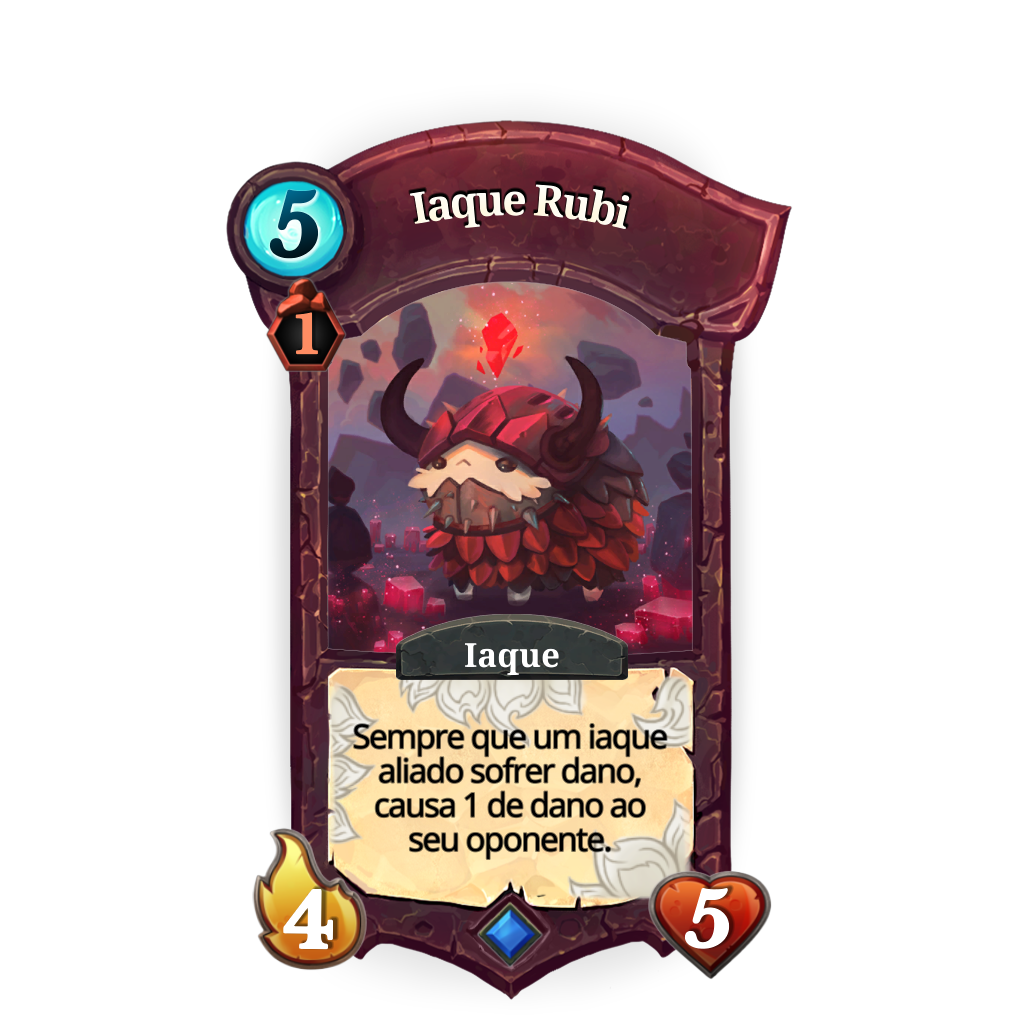 Iaque Rubi
5
1
Iaque
Sempre que um iaque
aliado sofrer dano,
causa 1 de dano ao
seu oponente.
4
5